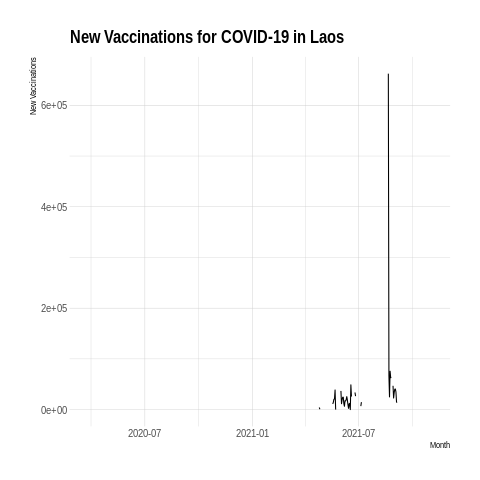 New Vaccinations for COVID-19 in Laos
New Vaccinations
6e+05
4e+05
2e+05
0e+00
2020-07
2021-01
2021-07
Month